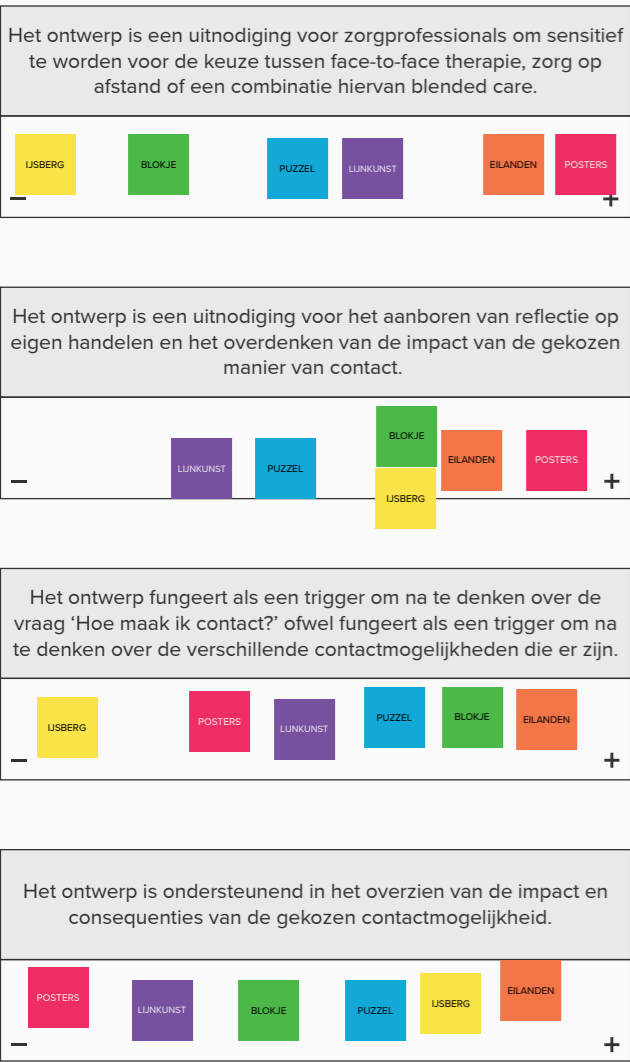 Het ontwerp is een uitnodiging voor zorgprofessionals om sensitief
te worden voor de keuze tussen face-to-face therapie, zorg op
afstand of een combinatie hiervan blended care.
IJSBERG
BLOKJE
PUZZEL
LIJNKUNST
EILANDEN
POSTERS
– +
Het ontwerp is een uitnodiging voor het aanboren van reflectie op
eigen handelen en het overdenken van de impact van de gekozen
manier van contact.
LIJNKUNST
PUZZEL
BLOKJE
IJSBERG
EILANDEN
POSTERS
– +
Het ontwerp fungeert als een trigger om na te denken over de
vraag ‘Hoe maak ik contact?’ ofwel fungeert als een trigger om na
te denken over de verschillende contactmogelijkheden die er zijn.
IJSBERG
POSTERS
LIJNKUNST
PUZZEL
BLOKJE
EILANDEN
– +
Het ontwerp is ondersteunend in het overzien van de impact en
consequenties van de gekozen contactmogelijkheid.
POSTERS
LIJNKUNST
BLOKJE
PUZZEL
IJSBERG
EILANDEN
– +